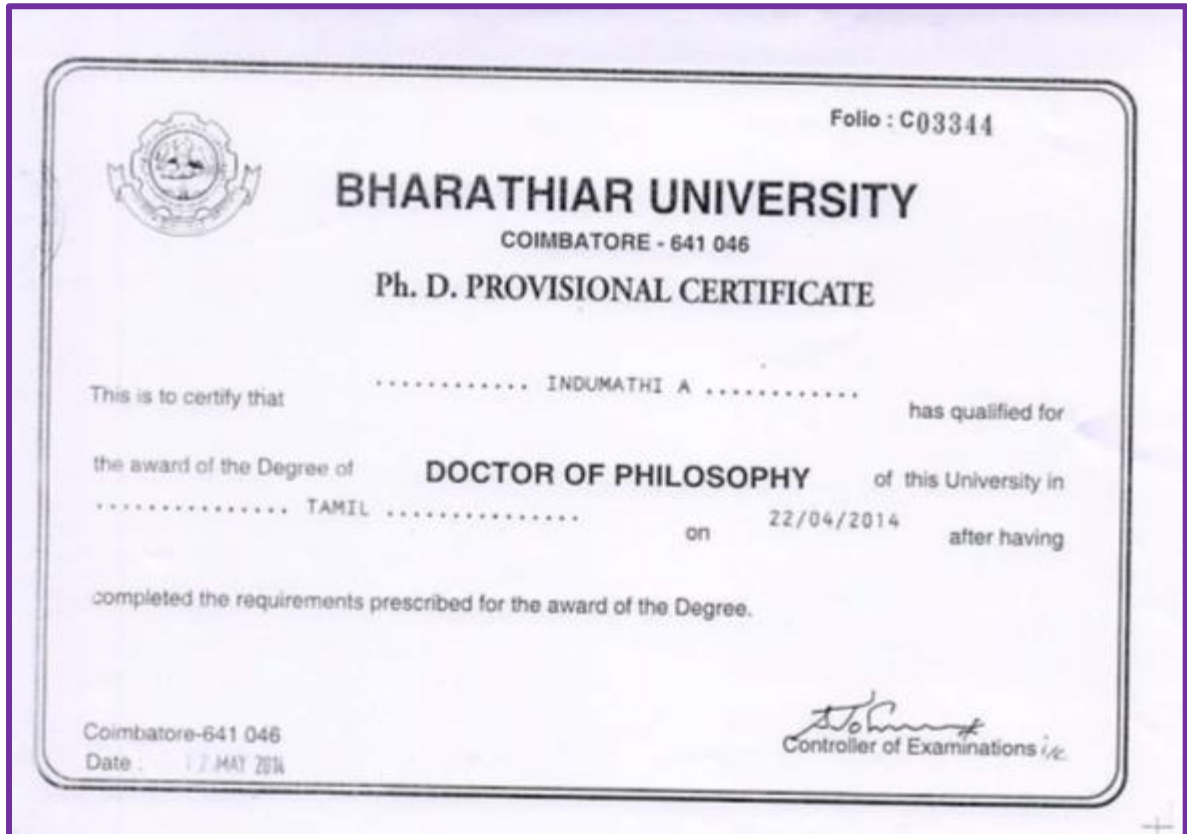 Folio : C03344
BHARATHIAR UNIVERSITY
COIMBATORE - 641 046
Ph. D. PROVISIONAL CERTIFICATE
This is to certify that ............ INDUMATHI A ............ has qualified for
the award of the Degree of DOCTOR OF PHILOSOPHY of this University in
............... TAMIL ............... on 22/04/2014 after having
completed the requirements prescribed for the award of the Degree.
Coimbatore-641 046
Controller of Examinations i/c
Date : 17 MAY 2014